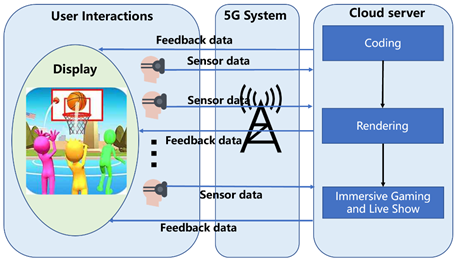 User Interactions
5G System
Cloud server
Feedback data
Coding
Display
Sensor data
Sensor data
Rendering
Feedback data
Sensor data
Immersive Gaming
and Live Show
Feedback data